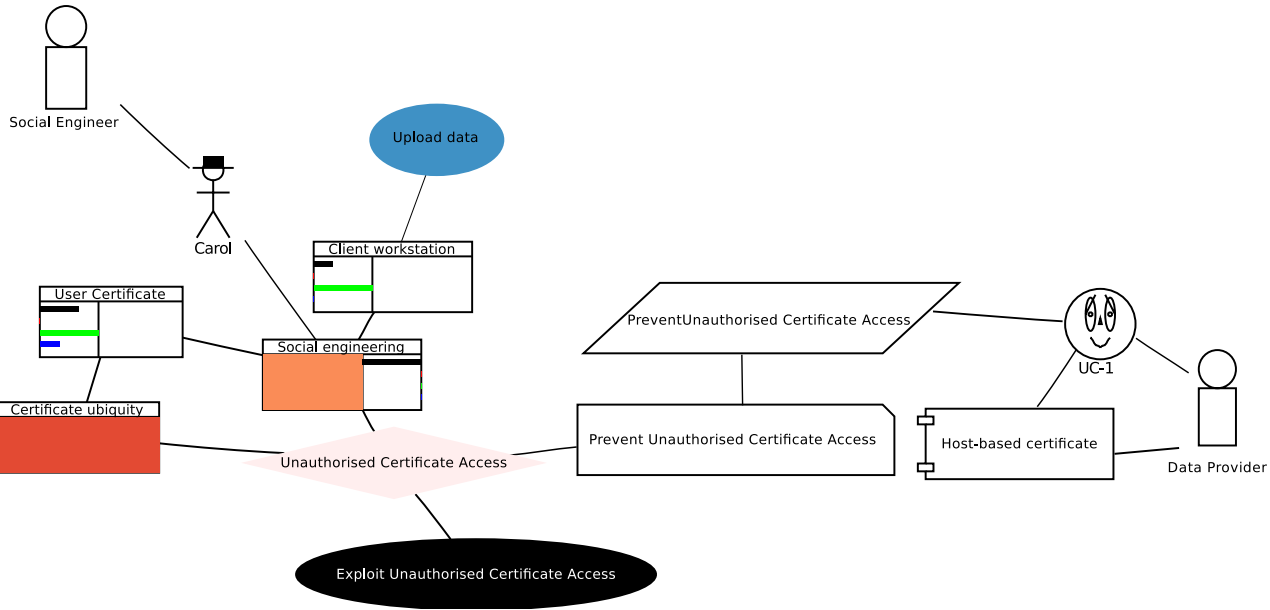 Social Engineer
Upload data
Carol
Client workstation
User Certificate
PreventUnauthorised Certificate Access
Social engineering
UC-1
Certificate ubiquity
Prevent Unauthorised Certificate Access
Host-based certificate
Unauthorised Certificate Access
Data Provider
Exploit Unauthorised Certificate Access